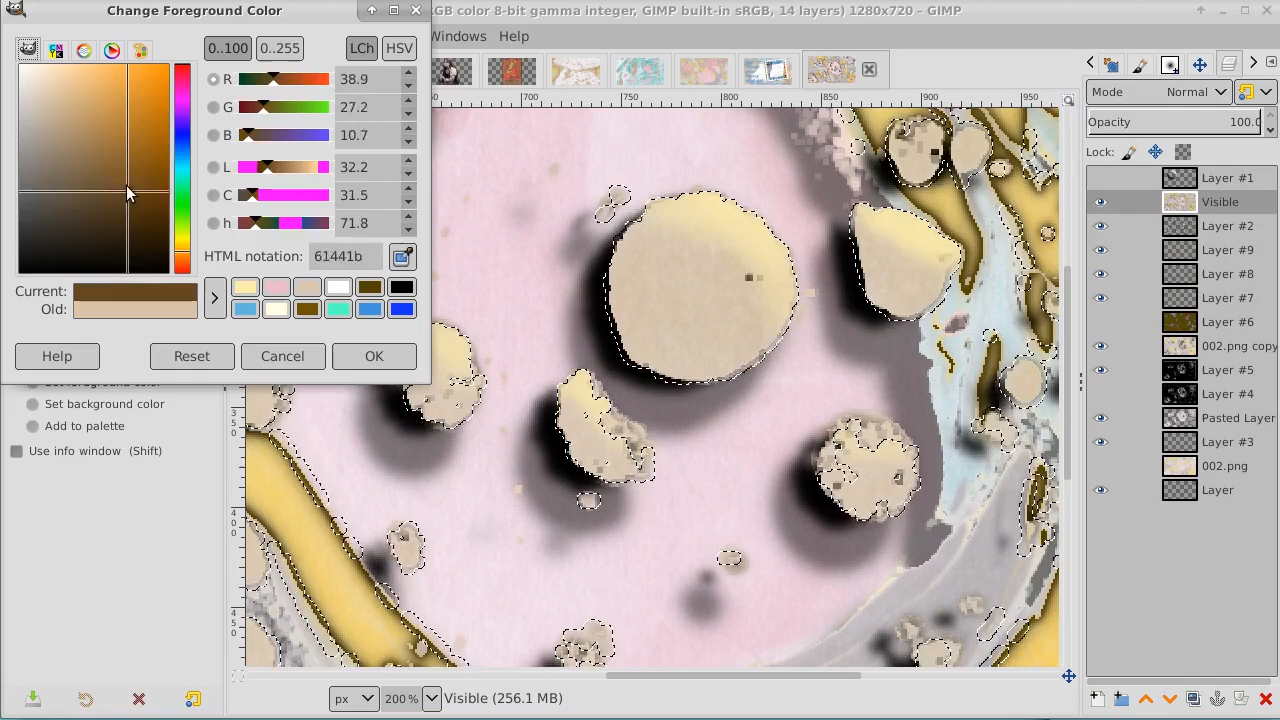 Change Foreground Color
GB color 8-bit gamma integer, GIMP built-in sRGB, 14 layers) 1280x720 – GIMP
Windows Help
0..100 0..255 LCh HSV
R 38.9
G 27.2
B 10.7
L 32.2
C 31.5
h 71.8
HTML notation: 61441b
Current:
Old:
Help Reset Cancel OK
Set background color
Add to palette
Use info window (Shift)
700 750 800 850 900 950
Mode Normal
Opacity 100.0
Lock:
Layer #1
Visible
Layer #2
Layer #9
Layer #8
Layer #7
Layer #6
002.png copy
Layer #5
Layer #4
Pasted Layer
Layer #3
002.png
Layer
px 200 % Visible (256.1 MB)